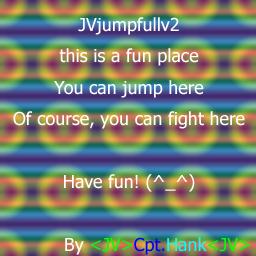 JVjumpfullv2
this is a fun place
You can jump here
Of course, you can fight here
Have fun! (^_^)
By <JV>Cpt.Hank<JV>